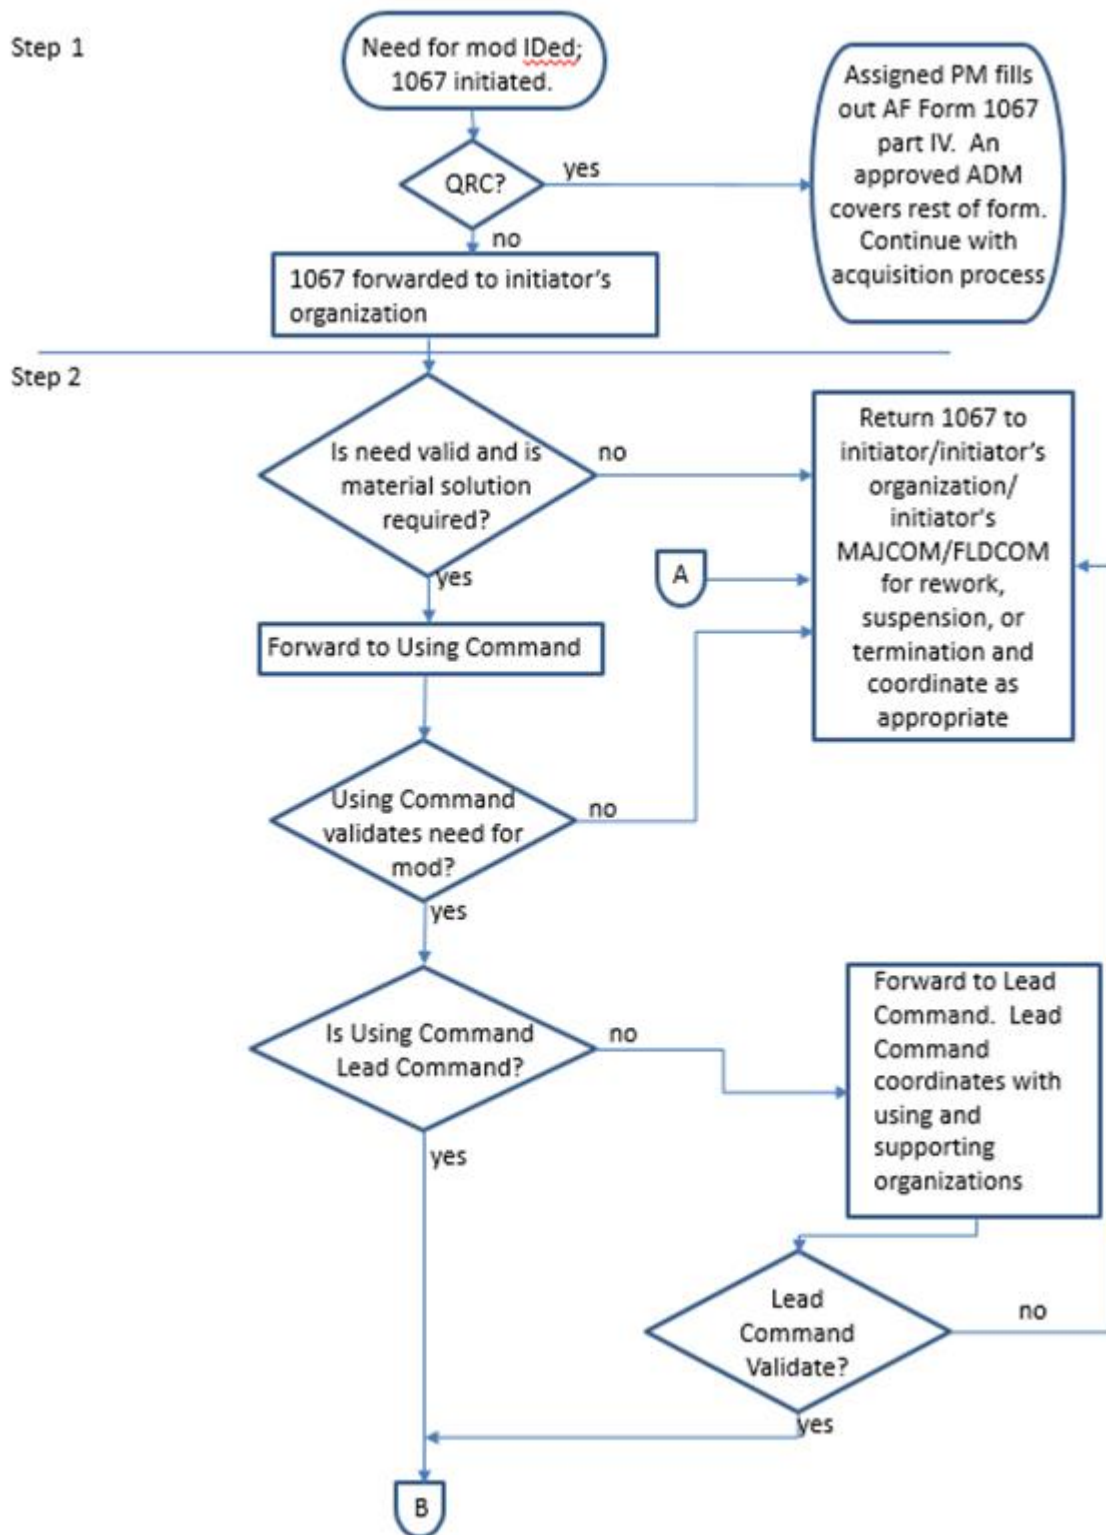 Step 1
Need for mod IDed;
1067 initiated.
Assigned PM fills
out AF Form 1067
part IV.  An
approved ADM
covers rest of form.
Continue with
acquisition process
QRC?
yes
no
1067 forwarded to initiator's
organization
Step 2
Is need valid and is
material solution
required?
no
yes
Return 1067 to
initiator/initiator's
organization/
initiator's
MAJCOM/FLDCOM
for rework,
suspension, or
termination and
coordinate as
appropriate
A
Forward to Using Command
Using Command
validates need for
mod?
no
yes
Is Using Command
Lead Command?
no
yes
Forward to Lead
Command.  Lead
Command
coordinates with
using and
supporting
organizations
Lead
Command
Validate?
no
yes
B